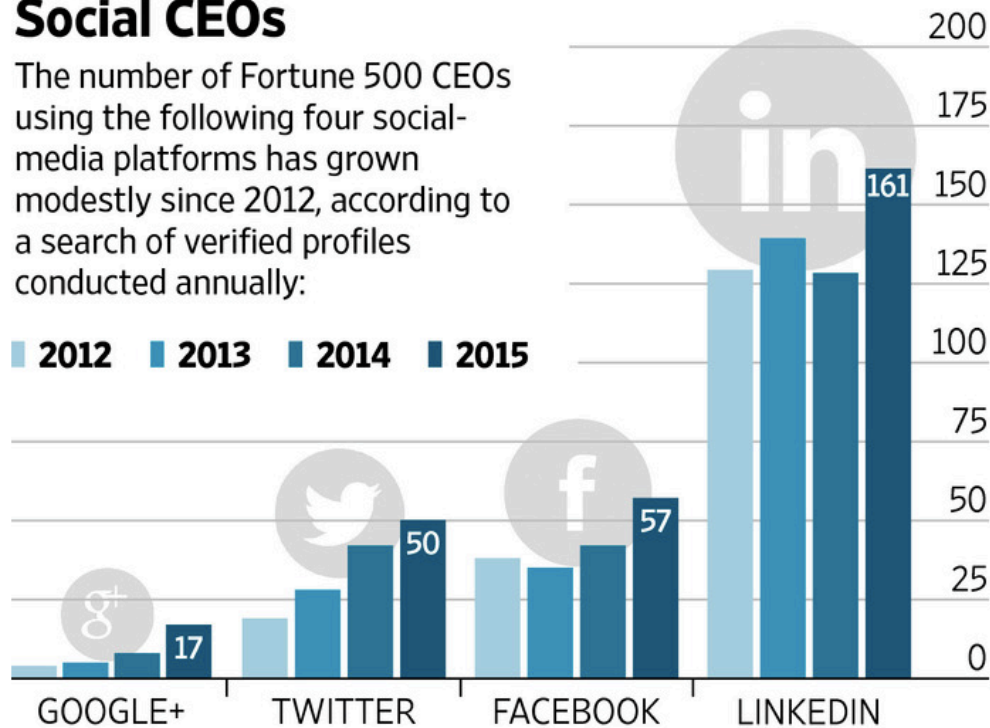 Social CEOs
The number of Fortune 500 CEOs
using the following four social-
media platforms has grown
modestly since 2012, according to
a search of verified profiles
conducted annually:
2012 2013 2014 2015
200
175
150
125
100
75
50
25
0
g+
f
in
17
50
57
161
GOOGLE+ TWITTER FACEBOOK LINKEDIN